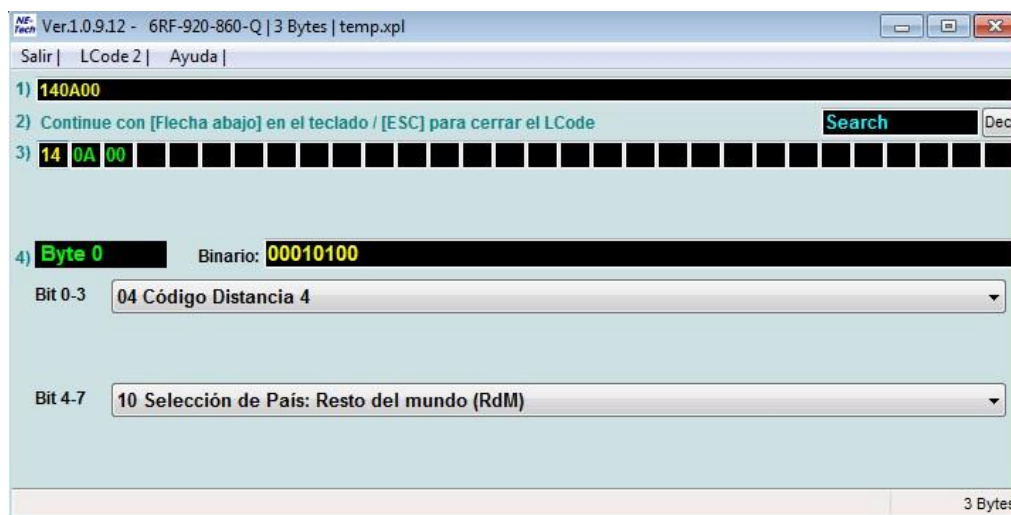 NE-Tech Ver.1.0.9.12 - 6RF-920-860-Q | 3 Bytes | temp.xpl
Salir | LCode 2 | Ayuda |
1) 140A00
2) Continue con [Flecha abajo] en el teclado / [ESC] para cerrar el LCode Search Dec
3) 14 0A 00
4) Byte 0 Binario: 00010100
Bit 0-3 04 Código Distancia 4
Bit 4-7 10 Selección de País: Resto del mundo (RdM)
3 Bytes